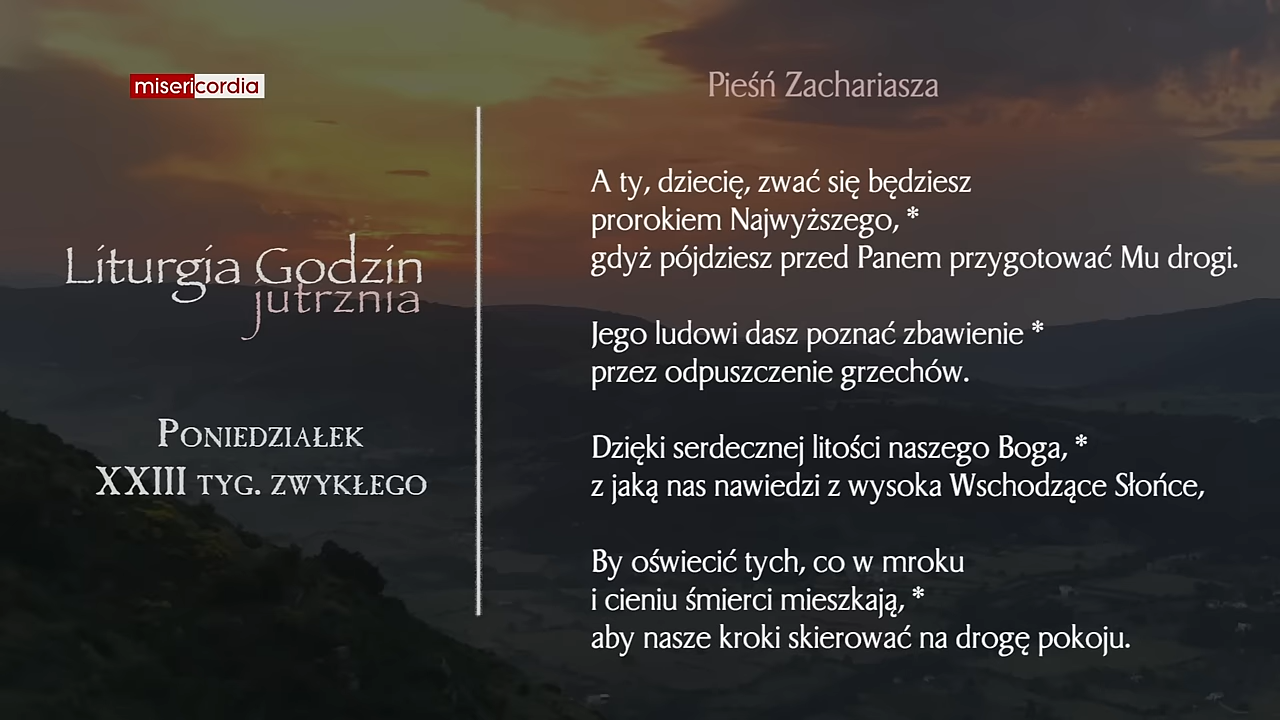 misericordia
Pieśń Zachariasza
Liturgia Godzin
jutrznia
Poniedziałek
XXIII tyg. zwykłego
A ty, dziecię, zwać się będziesz
prorokiem Najwyższego, *
gdyż pójdziesz przed Panem przygotować Mu drogi.
Jego ludowi dasz poznać zbawienie *
przez odpuszczenie grzechów.
Dzięki serdecznej litości naszego Boga, *
z jaką nas nawiedzi z wysoka Wschodzące Słońce,
By oświecić tych, co w mroku
i cieniu śmierci mieszkają, *
aby nasze kroki skierować na drogę pokoju.